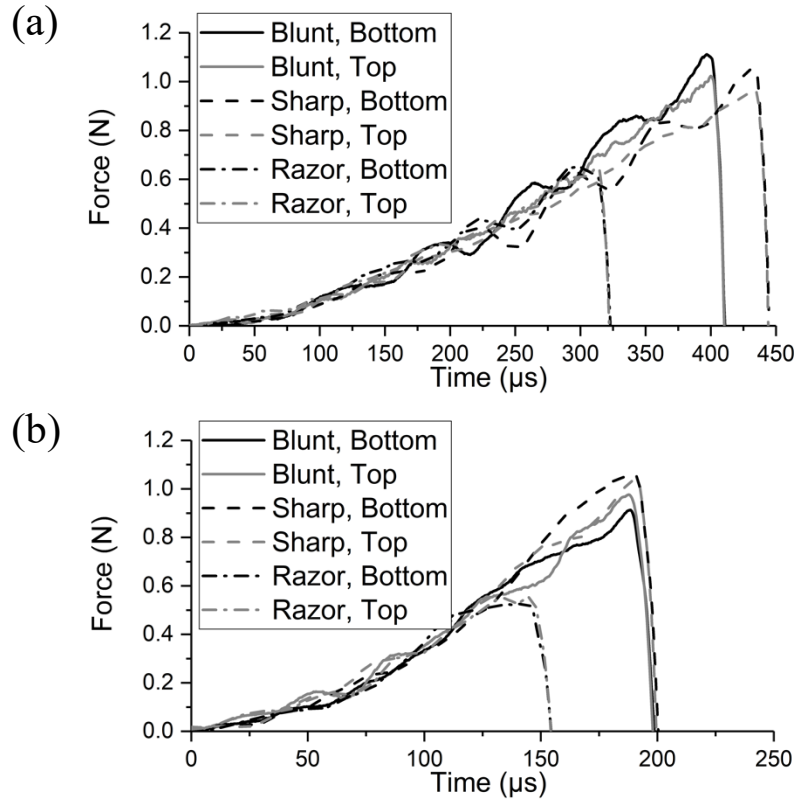 (a)
1.2
1.0
0.8
0.6
0.4
0.2
0.0
Force (N)
Blunt, Bottom
Blunt, Top
Sharp, Bottom
Sharp, Top
Razor, Bottom
Razor, Top
0 50 100 150 200 250 300 350 400 450
Time (µs)
(b)
1.2
1.0
0.8
0.6
0.4
0.2
0.0
Force (N)
Blunt, Bottom
Blunt, Top
Sharp, Bottom
Sharp, Top
Razor, Bottom
Razor, Top
0 50 100 150 200 250
Time (µs)